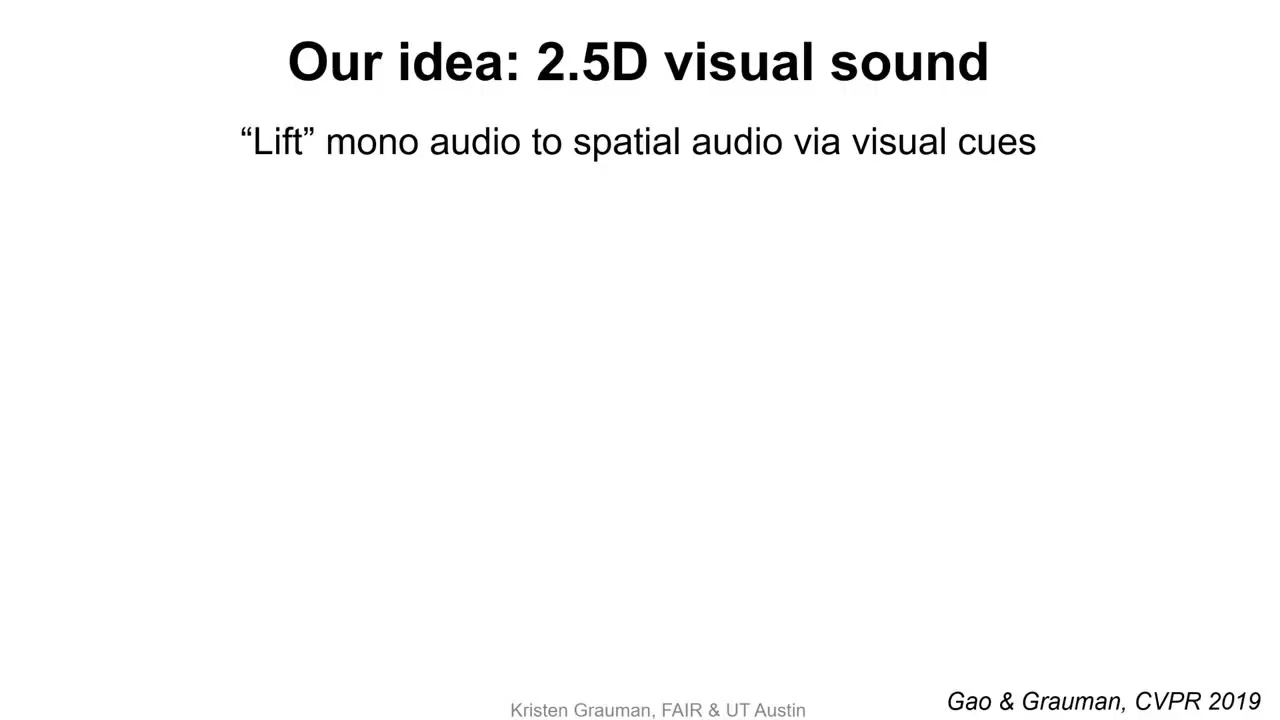 Our idea: 2.5D visual sound
“Lift” mono audio to spatial audio via visual cues
Gao & Grauman, CVPR 2019
Kristen Grauman, FAIR & UT Austin